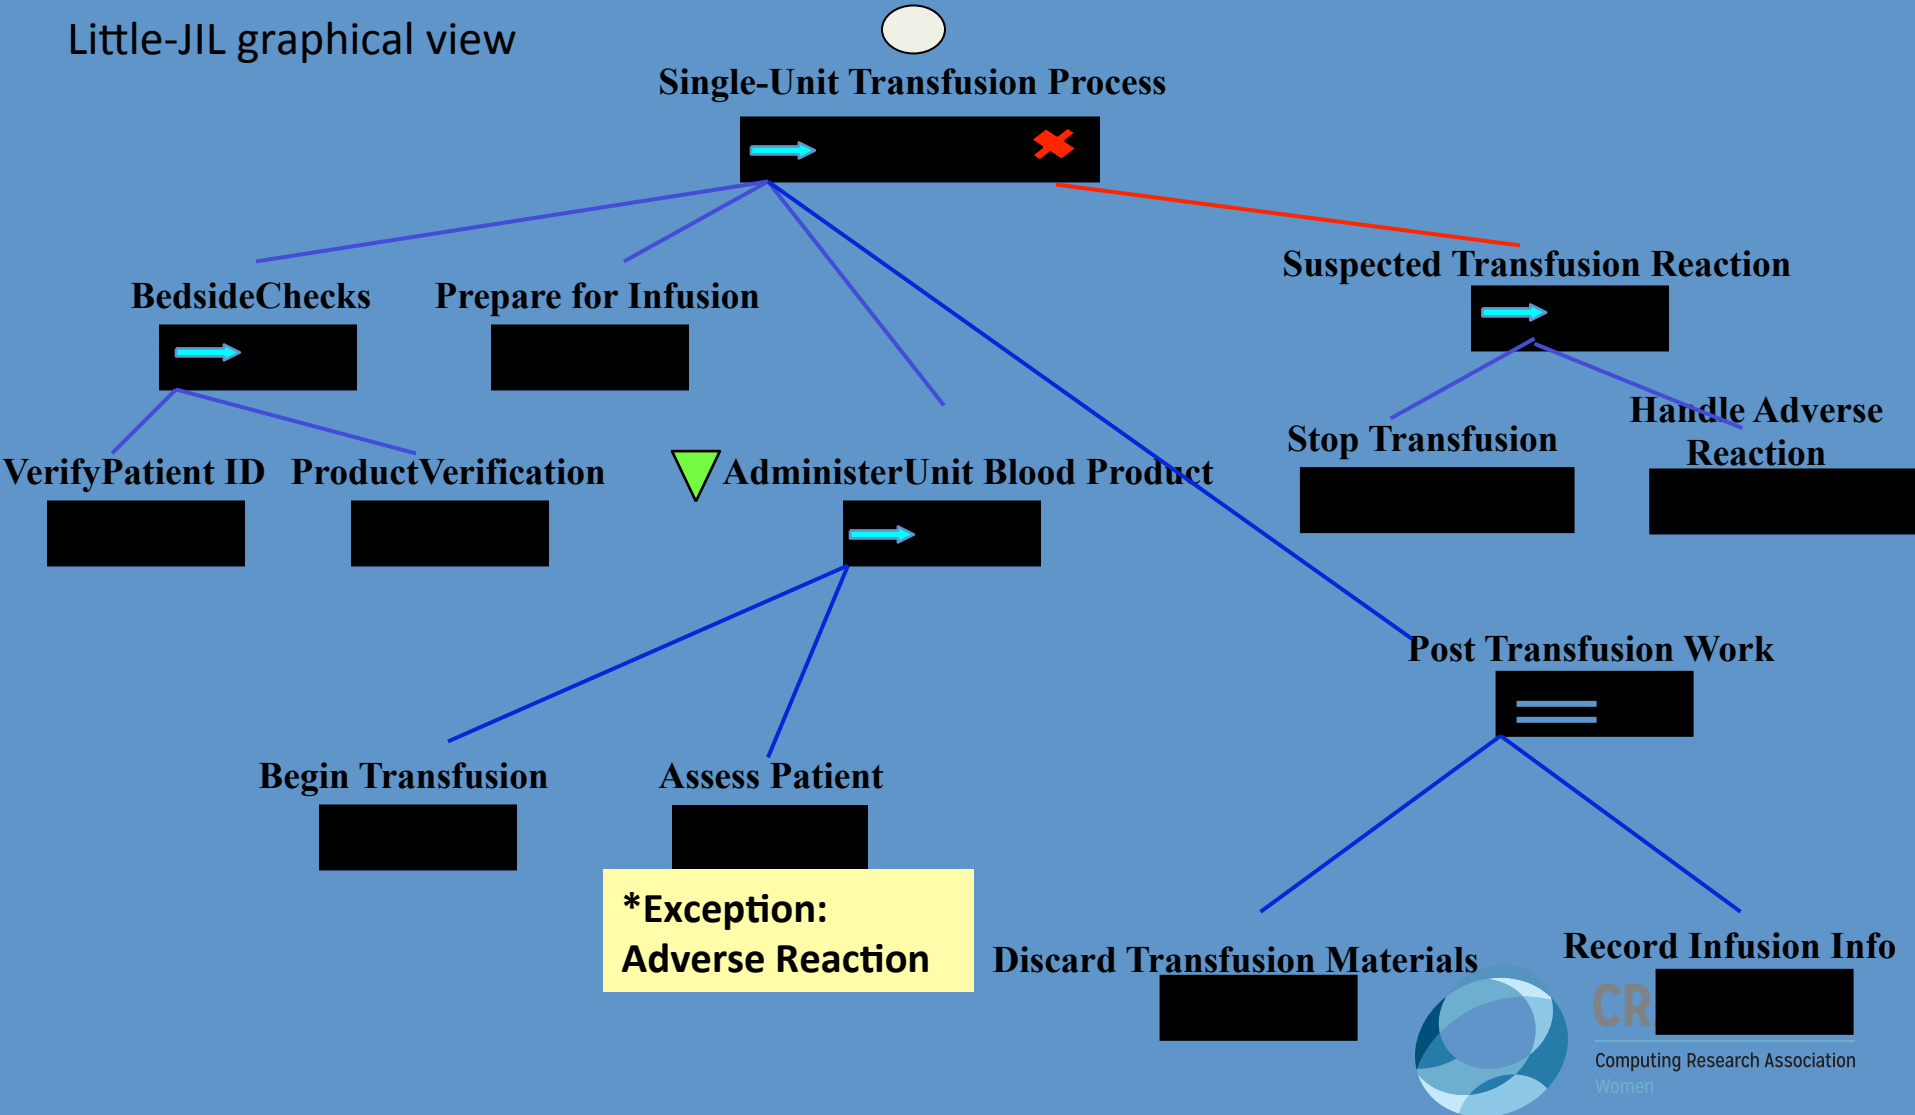 Little-JIL graphical view
Single-Unit Transfusion Process
Suspected Transfusion Reaction
BedsideChecks
Prepare for Infusion
Handle Adverse
Reaction
Stop Transfusion
VerifyPatient ID
ProductVerification
AdministerUnit Blood Product
Post Transfusion Work
Begin Transfusion
Assess Patient
*Exception:
Adverse Reaction
Discard Transfusion Materials
Record Infusion Info
CR
Computing Research Association
Women